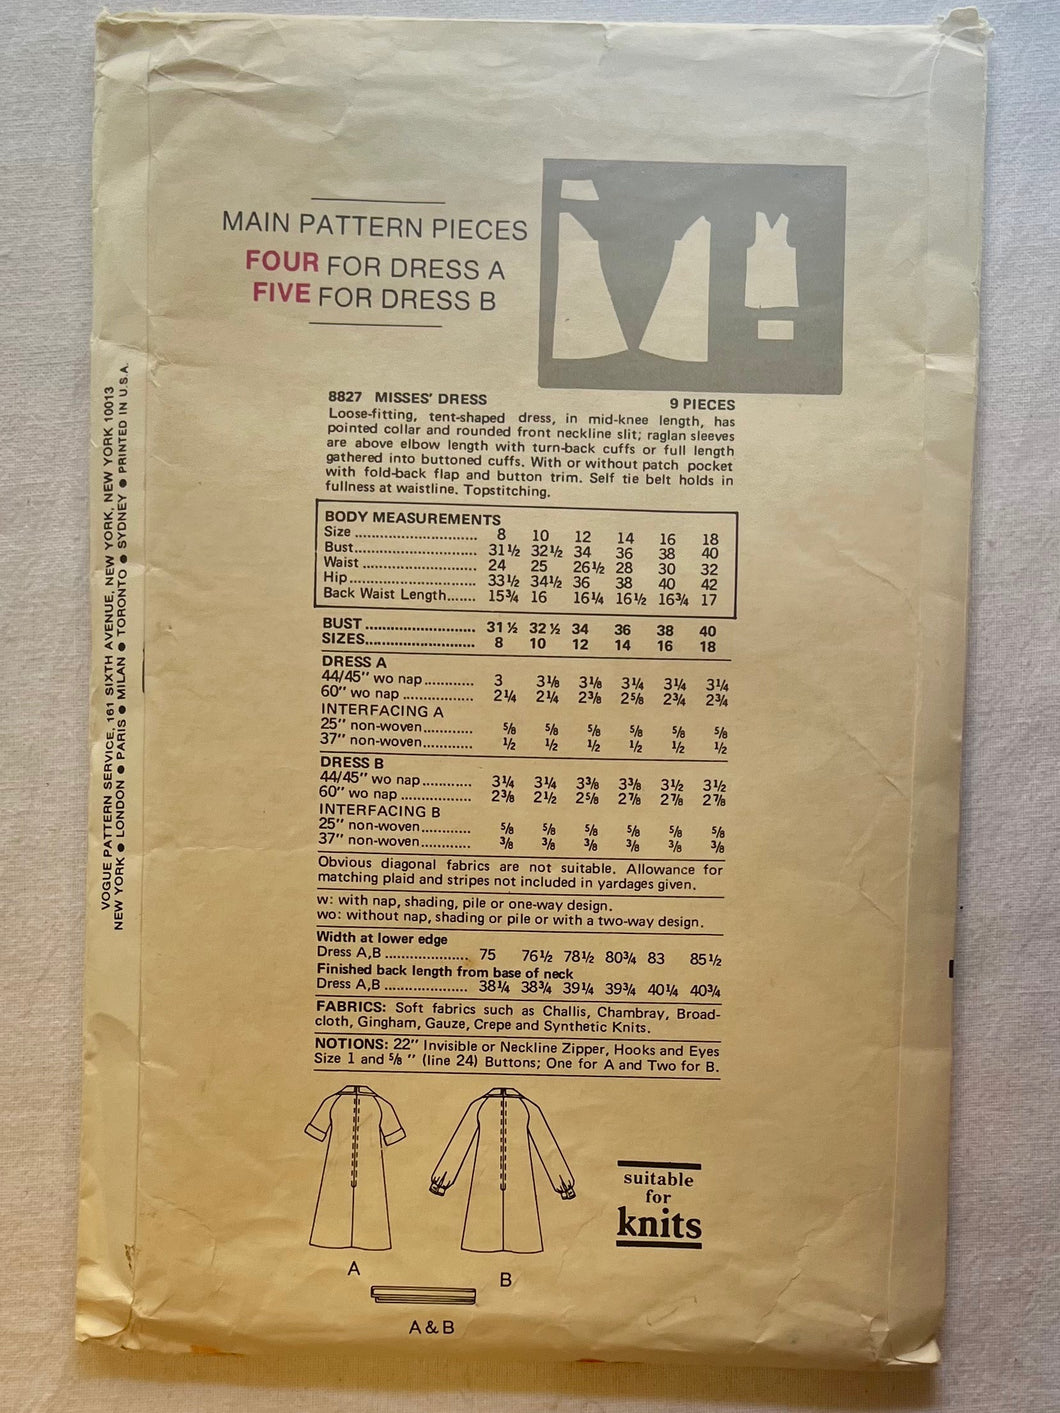 MAIN PATTERN PIECES
FOUR FOR DRESS A
FIVE FOR DRESS B
8827 MISSES' DRESS 9 PIECES
Loose-fitting, tent-shaped dress, in mid-knee length, has
pointed collar and rounded front neckline slit; raglan sleeves
are above elbow length with turn-back cuffs or full length
gathered into buttoned cuffs. With or without patch pocket
with fold-back flap and button trim. Self tie belt holds in
fullness at waistline. Topstitching.
BODY MEASUREMENTS
Size ............................ 8 10 12 14 16 18
Bust............................ 31½ 32½ 34 36 38 40
Waist .......................... 24 25 26½ 28 30 32
Hip............................. 33½ 34½ 36 38 40 42
Back Waist Length....... 15¾ 16 16¼ 16½ 16¾ 17
BUST .......................... 31 ½ 32 ½ 34 36 38 40
SIZES.......................... 8 10 12 14 16 18
DRESS A
44/45" wo nap............ 3 3⅛ 3⅛ 3¼ 3¼ 3¼
60" wo nap ................. 2¼ 2¼ 2⅜ 2⅝ 2¾ 2¾
INTERFACING A
25" non-woven............ ⅝ ⅝ ⅝ ⅝ ⅝ ⅝
37" non-woven............ ½ ½ ½ ½ ½ ½
DRESS B
44/45" wo nap............ 3¼ 3¼ 3⅜ 3⅜ 3½ 3½
60" wo nap ................. 2⅜ 2½ 2⅝ 2⅞ 2⅞ 2⅞
INTERFACING B
25" non-woven............ ⅝ ⅝ ⅝ ⅝ ⅝ ⅝
37" non-woven............ ⅜ ⅜ ⅜ ⅜ ⅜ ⅜
Obvious diagonal fabrics are not suitable. Allowance for
matching plaid and stripes not included in yardages given.
w: with nap, shading, pile or one-way design.
wo: without nap, shading or pile or with a two-way design.
Width at lower edge
Dress A,B .................... 75 76½ 78½ 80¾ 83 85½
Finished back length from base of neck
Dress A,B .................... 38¼ 38¾ 39¼ 39¾ 40¼ 40¾
FABRICS: Soft fabrics such as Challis, Chambray, Broad-
cloth, Gingham, Gauze, Crepe and Synthetic Knits.
NOTIONS: 22" Invisible or Neckline Zipper, Hooks and Eyes
Size 1 and ⅝ " (line 24) Buttons; One for A and Two for B.
suitable
for
knits
A
B
A & B
VOGUE PATTERN SERVICE, 161 SIXTH AVENUE, NEW YORK, NEW YORK 10013
NEW YORK ● LONDON ● PARIS ● MILAN ● TORONTO ● SYDNEY ● PRINTED IN U.S.A.